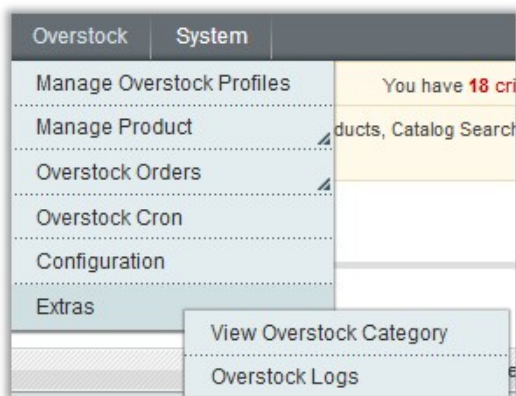 Overstock System
Manage Overstock Profiles
You have 18
Manage Product
Catalog Search
Overstock Orders
Overstock Cron
Configuration
Extras
View Overstock Category
Overstock Logs